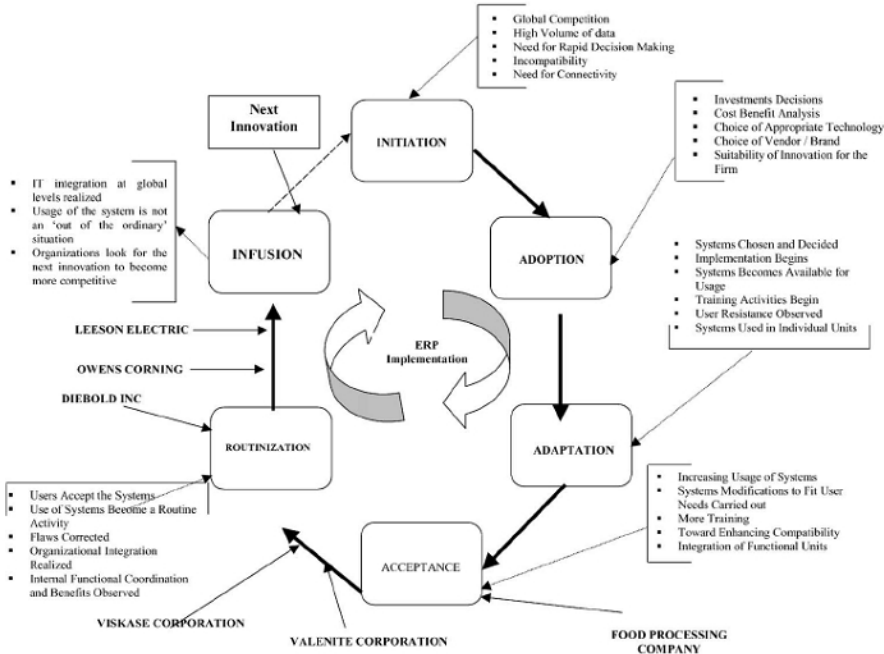 ▪ Global Competition
▪ High Volume of data
▪ Need for Rapid Decision Making
▪ Incompatibility
▪ Need for Connectivity
Next
Innovation
INITIATION
▪ Investments Decisions
▪ Cost Benefit Analysis
▪ Choice of Appropriate Technology
▪ Choice of Vendor / Brand
▪ Suitability of Innovation for the
Firm
▪ IT integration at global
levels realized
▪ Usage of the system is not
an ‘out of the ordinary’
situation
▪ Organizations look for the
next innovation to become
more competitive
INFUSION
ADOPTION
▪ Systems Chosen and Decided
▪ Implementation Begins
▪ Systems Becomes Available for
Usage
▪ Training Activities Begin
▪ User Resistance Observed
▪ Systems Used in Individual Units
LEESON ELECTRIC
ERP
Implementation
OWENS CORNING
DIEBOLD INC
ROUTINIZATION
ADAPTATION
▪ Users Accept the Systems
▪ Use of Systems Become a Routine
Activity
▪ Flaws Corrected
▪ Organizational Integration
Realized
▪ Internal Functional Coordination
and Benefits Observed
▪ Increasing Usage of Systems
▪ Systems Modifications to Fit User
Needs Carried out
▪ More Training
▪ Toward Enhancing Compatibility
▪ Integration of Functional Units
ACCEPTANCE
VISKASE CORPORATION
VALENITE CORPORATION
FOOD PROCESSING
COMPANY